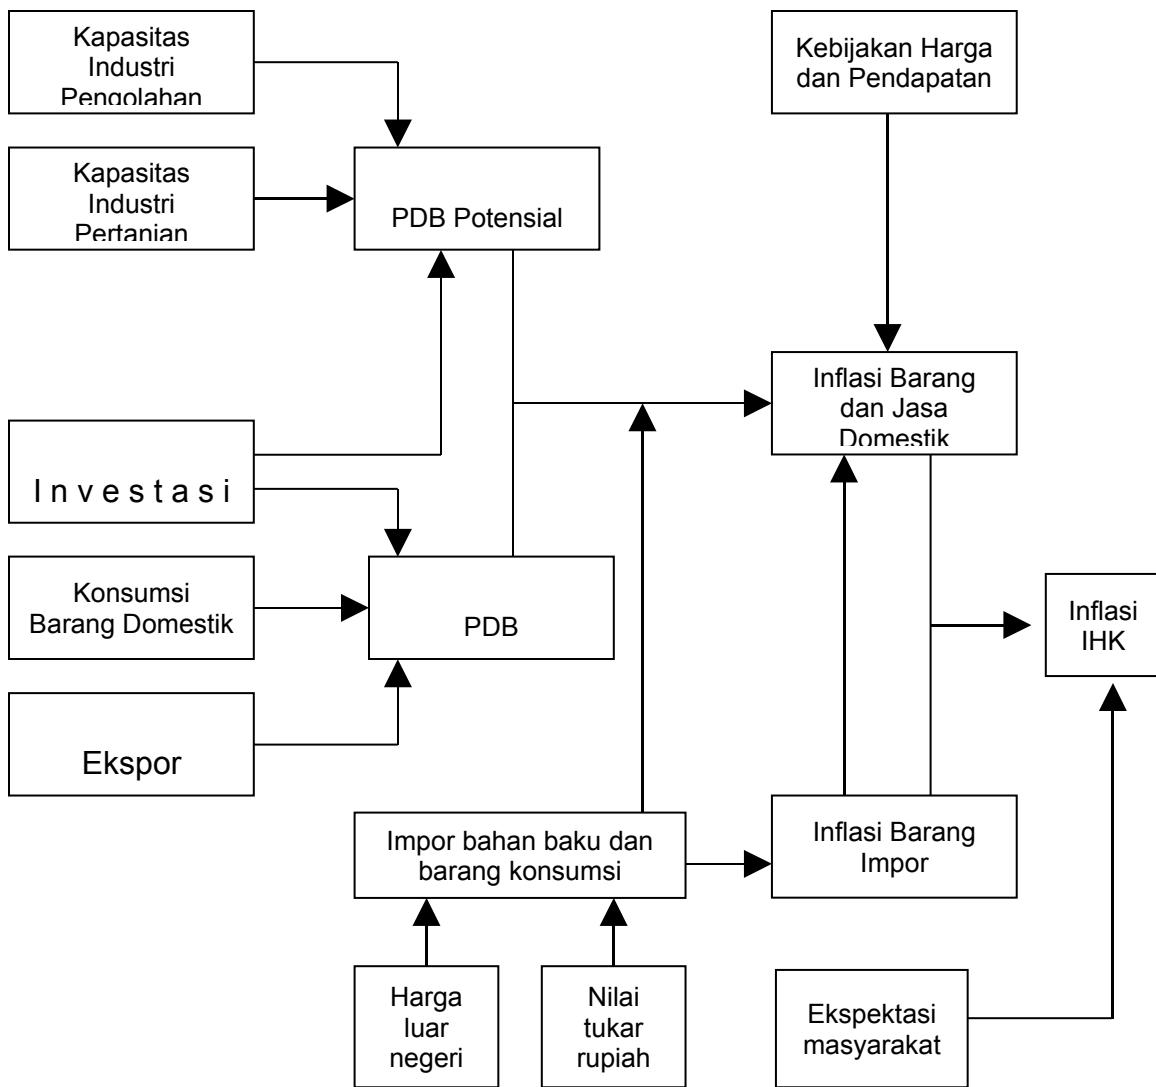 Kapasitas
Industri
Pengolahan
Kebijakan Harga
dan Pendapatan
Kapasitas
Industri
Pertanian
PDB Potensial
Inflasi Barang
dan Jasa
Domestik
I n v e s t a s i
Konsumsi
Barang Domestik
PDB
Inflasi
IHK
Ekspor
Impor bahan baku dan
barang konsumsi
Inflasi Barang
Impor
Harga
luar
negeri
Nilai
tukar
rupiah
Ekspektasi
masyarakat